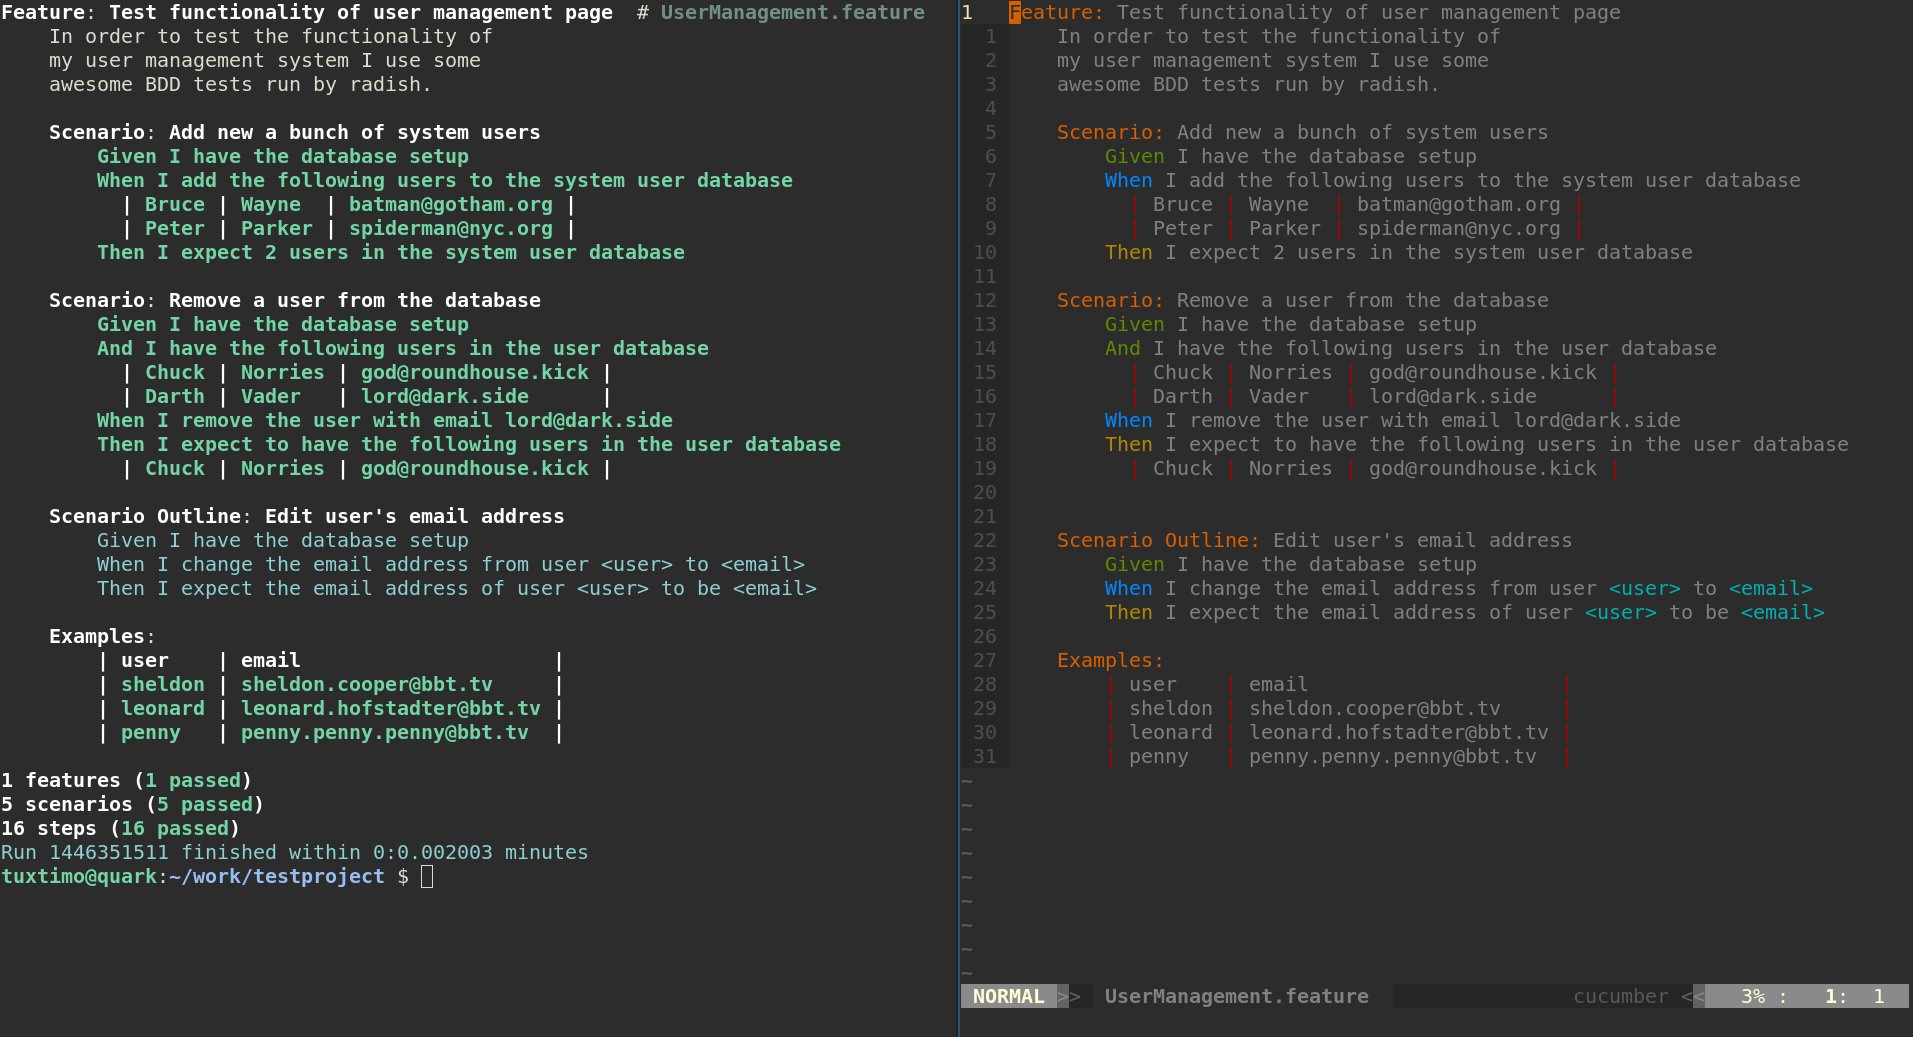 Feature: Test functionality of user management page  # UserManagement.feature
    In order to test the functionality of
    my user management system I use some
    awesome BDD tests run by radish.

    Scenario: Add new a bunch of system users
        Given I have the database setup
        When I add the following users to the system user database
          | Bruce | Wayne  | batman@gotham.org |
          | Peter | Parker | spiderman@nyc.org |
        Then I expect 2 users in the system user database

    Scenario: Remove a user from the database
        Given I have the database setup
        And I have the following users in the user database
          | Chuck | Norries | god@roundhouse.kick |
          | Darth | Vader   | lord@dark.side      |
        When I remove the user with email lord@dark.side
        Then I expect to have the following users in the user database
          | Chuck | Norries | god@roundhouse.kick |

    Scenario Outline: Edit user's email address
        Given I have the database setup
        When I change the email address from user <user> to <email>
        Then I expect the email address of user <user> to be <email>

    Examples:
        | user    | email                     |
        | sheldon | sheldon.cooper@bbt.tv     |
        | leonard | leonard.hofstadter@bbt.tv |
        | penny   | penny.penny.penny@bbt.tv  |

1 features (1 passed)
5 scenarios (5 passed)
16 steps (16 passed)
Run 1446351511 finished within 0:0.002003 minutes
tuxtimo@quark:~/work/testproject $

1   Feature: Test functionality of user management page
  1     In order to test the functionality of
  2     my user management system I use some
  3     awesome BDD tests run by radish.
  4
  5     Scenario: Add new a bunch of system users
  6         Given I have the database setup
  7         When I add the following users to the system user database
  8           | Bruce | Wayne  | batman@gotham.org |
  9           | Peter | Parker | spiderman@nyc.org |
 10         Then I expect 2 users in the system user database
 11
 12     Scenario: Remove a user from the database
 13         Given I have the database setup
 14         And I have the following users in the user database
 15           | Chuck | Norries | god@roundhouse.kick |
 16           | Darth | Vader   | lord@dark.side      |
 17         When I remove the user with email lord@dark.side
 18         Then I expect to have the following users in the user database
 19           | Chuck | Norries | god@roundhouse.kick |
 20
 21
 22     Scenario Outline: Edit user's email address
 23         Given I have the database setup
 24         When I change the email address from user <user> to <email>
 25         Then I expect the email address of user <user> to be <email>
 26
 27     Examples:
 28         | user    | email                     |
 29         | sheldon | sheldon.cooper@bbt.tv     |
 30         | leonard | leonard.hofstadter@bbt.tv |
 31         | penny   | penny.penny.penny@bbt.tv  |
~
~
~
~
~
~
~
~
~
 NORMAL >>  UserManagement.feature                 cucumber <<   3% :   1:  1